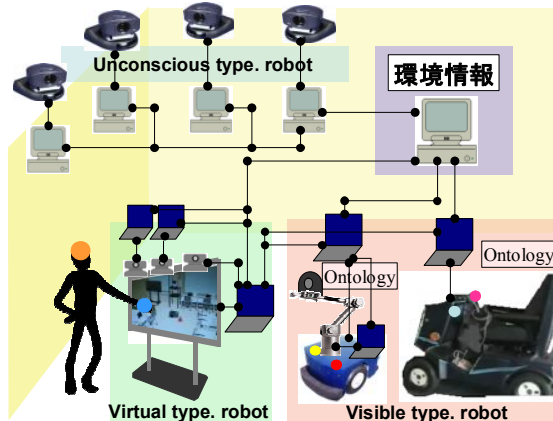 Unconscious type. robot
環境情報
Ontology
Ontology
Virtual type. robot
Visible type. robot